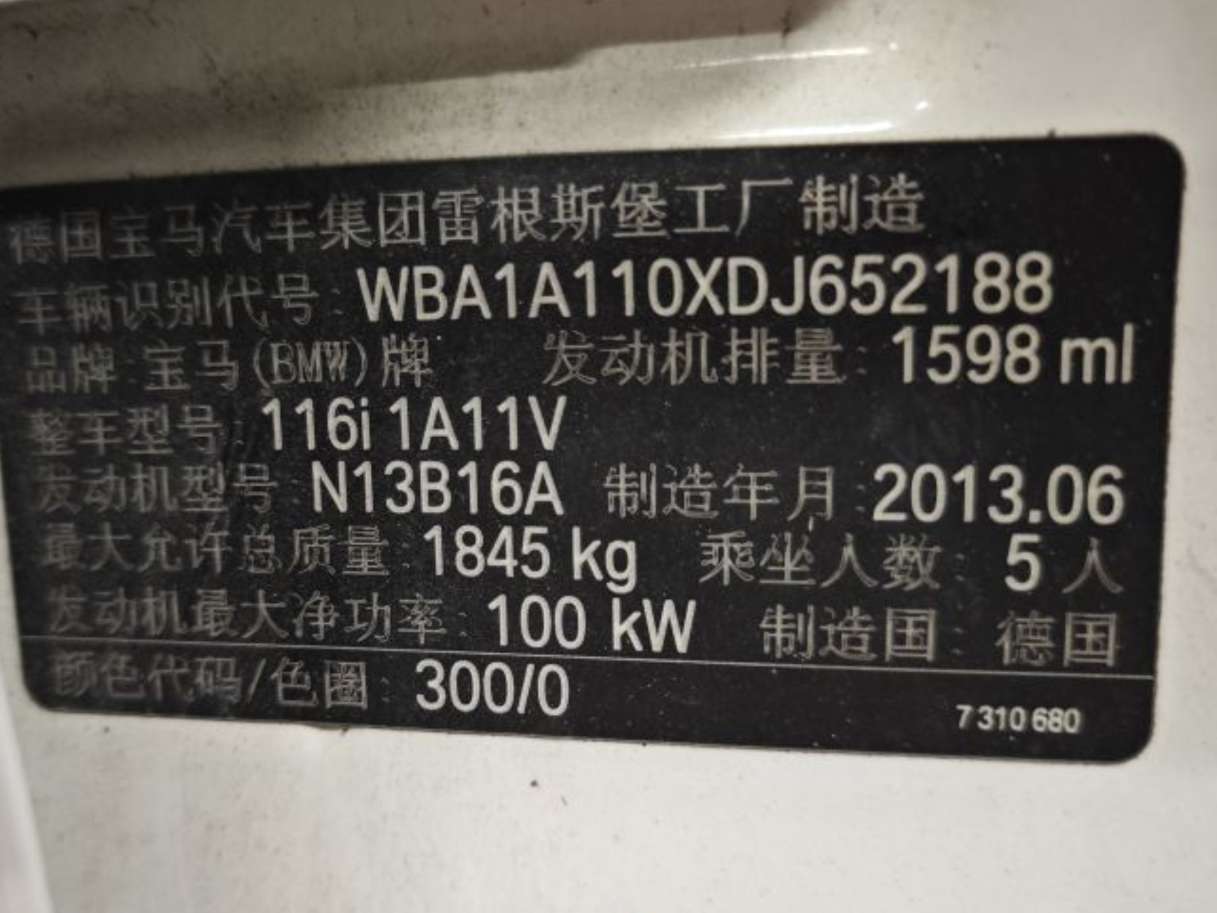 德国宝马汽车集团雷根斯堡工厂制造
车辆识别代号: WBA1A110XDJ652188
品牌: 宝马(BMW)牌 发动机排量: 1598 ml
整车型号: 116i 1A11V
发动机型号 N13B16A 制造年月: 2013.06
最大允许总质量: 1845 kg 乘坐人数: 5 人
发动机最大净功率: 100 kW 制造国: 德国
颜色代码/色圈: 300/0
7 310 680